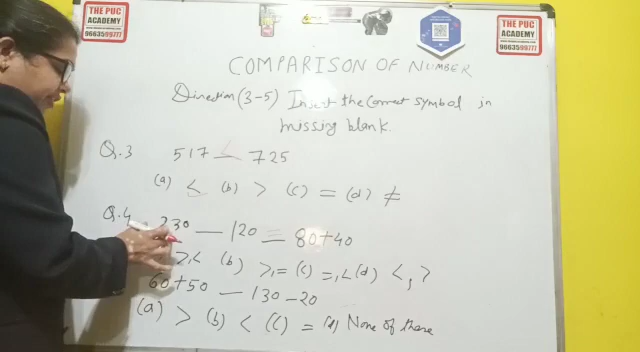 THE PUC
ACADEMY
9663599777
THE PUC
ACADEMY
9663599777
COMPARISON OF NUMBER
Direction (3-5) Insert the Correct symbol in
missing blank.
Q.3 517 < 725
(a) < (b) > (c) = (d) ≠
Q.4 230 — 120 = 80+40
>,< (b) >,= (c) =,< (d) <,>
60+50 — 130-20
(a) > (b) < (c) = (d) None of these